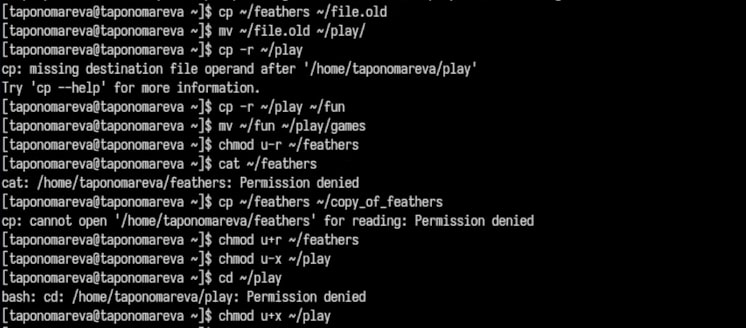 [taponomareva@taponomareva ~]$ cp ~/feathers ~/file.old
[taponomareva@taponomareva ~]$ mv ~/file.old ~/play/
[taponomareva@taponomareva ~]$ cp -r ~/play
cp: missing destination file operand after '/home/taponomareva/play'
Try 'cp --help' for more information.
[taponomareva@taponomareva ~]$ cp -r ~/play ~/fun
[taponomareva@taponomareva ~]$ mv ~/fun ~/play/games
[taponomareva@taponomareva ~]$ chmod u-r ~/feathers
[taponomareva@taponomareva ~]$ cat ~/feathers
cat: /home/taponomareva/feathers: Permission denied
[taponomareva@taponomareva ~]$ cp ~/feathers ~/copy_of_feathers
cp: cannot open '/home/taponomareva/feathers' for reading: Permission denied
[taponomareva@taponomareva ~]$ chmod u+r ~/feathers
[taponomareva@taponomareva ~]$ chmod u-x ~/play
[taponomareva@taponomareva ~]$ cd ~/play
bash: cd: /home/taponomareva/play: Permission denied
[taponomareva@taponomareva ~]$ chmod u+x ~/play